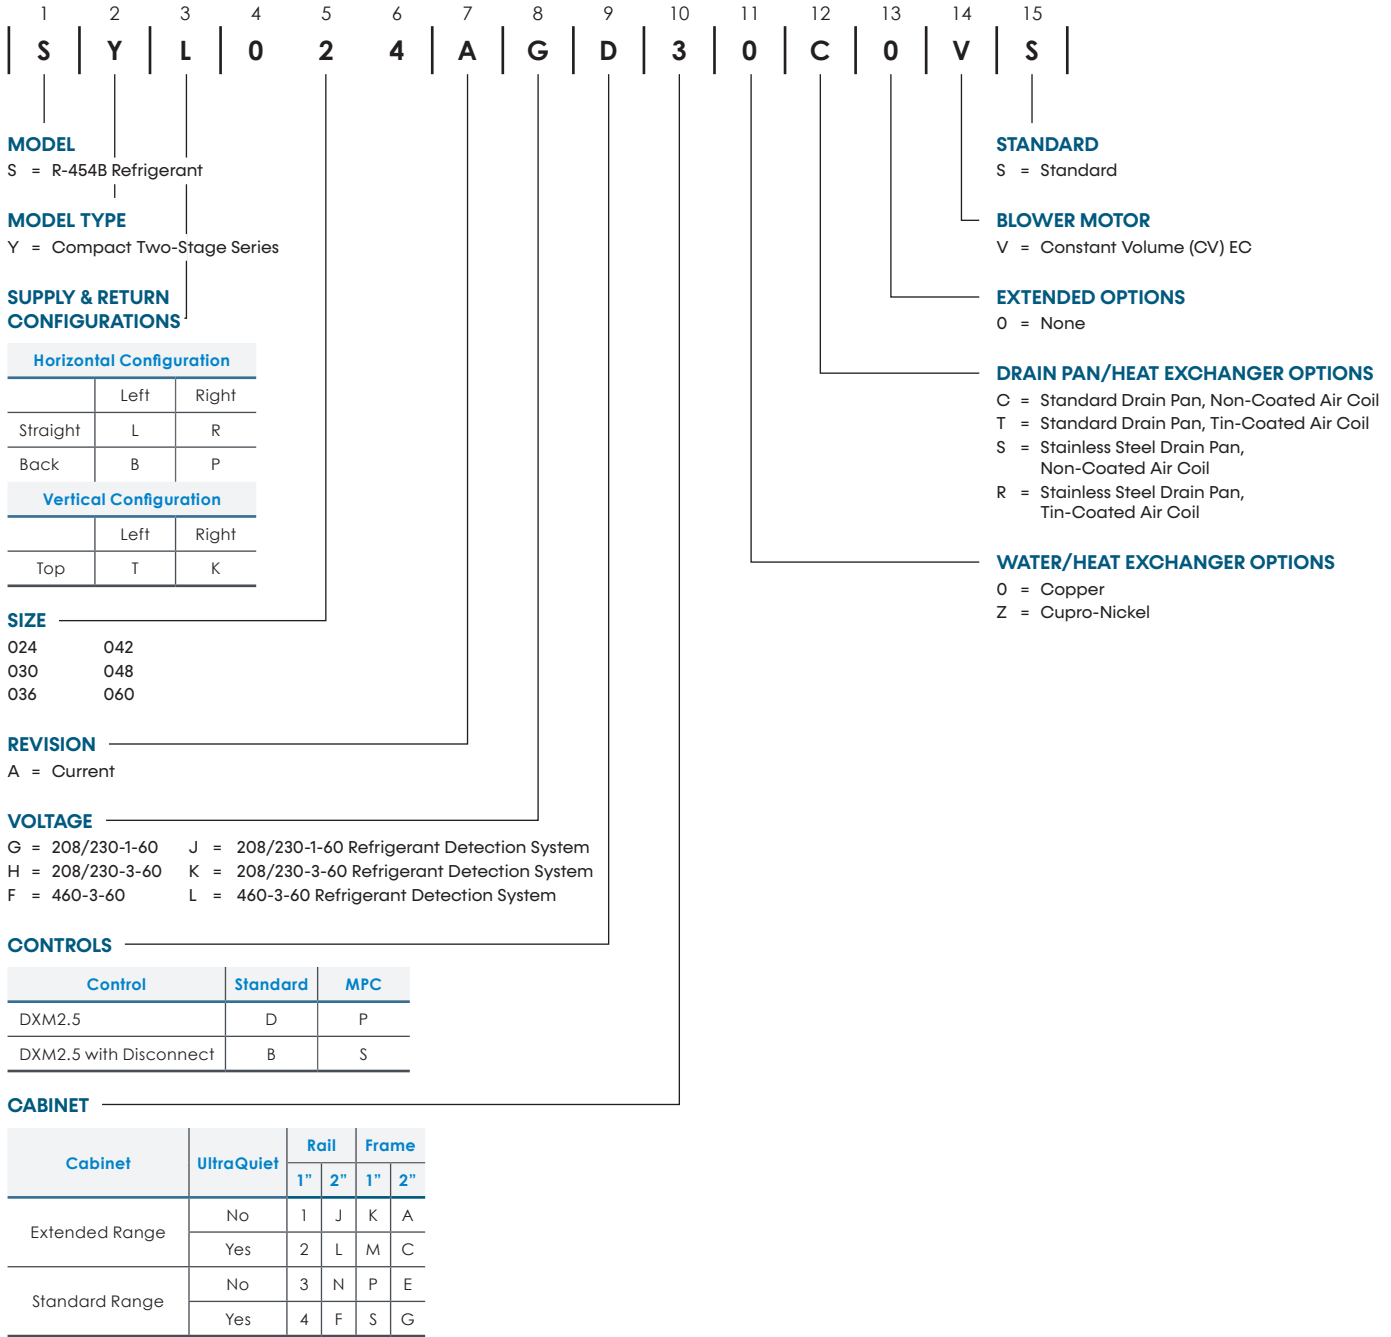 1 2 3 4 5 6 7 8 9 10 11 12 13 14 15
S Y L 0 2 4 A G D 3 0 C 0 V S
MODEL
S = R-454B Refrigerant
MODEL TYPE
Y = Compact Two-Stage Series
SUPPLY & RETURN
CONFIGURATIONS
Horizontal Configuration
Left Right
Straight L R
Back B P
Vertical Configuration
Left Right
Top T K
SIZE
024 042
030 048
036 060
REVISION
A = Current
VOLTAGE
G = 208/230-1-60 J = 208/230-1-60 Refrigerant Detection System
H = 208/230-3-60 K = 208/230-3-60 Refrigerant Detection System
F = 460-3-60 L = 460-3-60 Refrigerant Detection System
CONTROLS
Control Standard MPC
DXM2.5 D P
DXM2.5 with Disconnect B S
CABINET
Cabinet UltraQuiet Rail Frame
1” 2” 1” 2”
Extended Range No 1 J K A
Yes 2 L M C
Standard Range No 3 N P E
Yes 4 F S G
STANDARD
S = Standard
BLOWER MOTOR
V = Constant Volume (CV) EC
EXTENDED OPTIONS
0 = None
DRAIN PAN/HEAT EXCHANGER OPTIONS
C = Standard Drain Pan, Non-Coated Air Coil
T = Standard Drain Pan, Tin-Coated Air Coil
S = Stainless Steel Drain Pan,
Non-Coated Air Coil
R = Stainless Steel Drain Pan,
Tin-Coated Air Coil
WATER/HEAT EXCHANGER OPTIONS
0 = Copper
Z = Cupro-Nickel